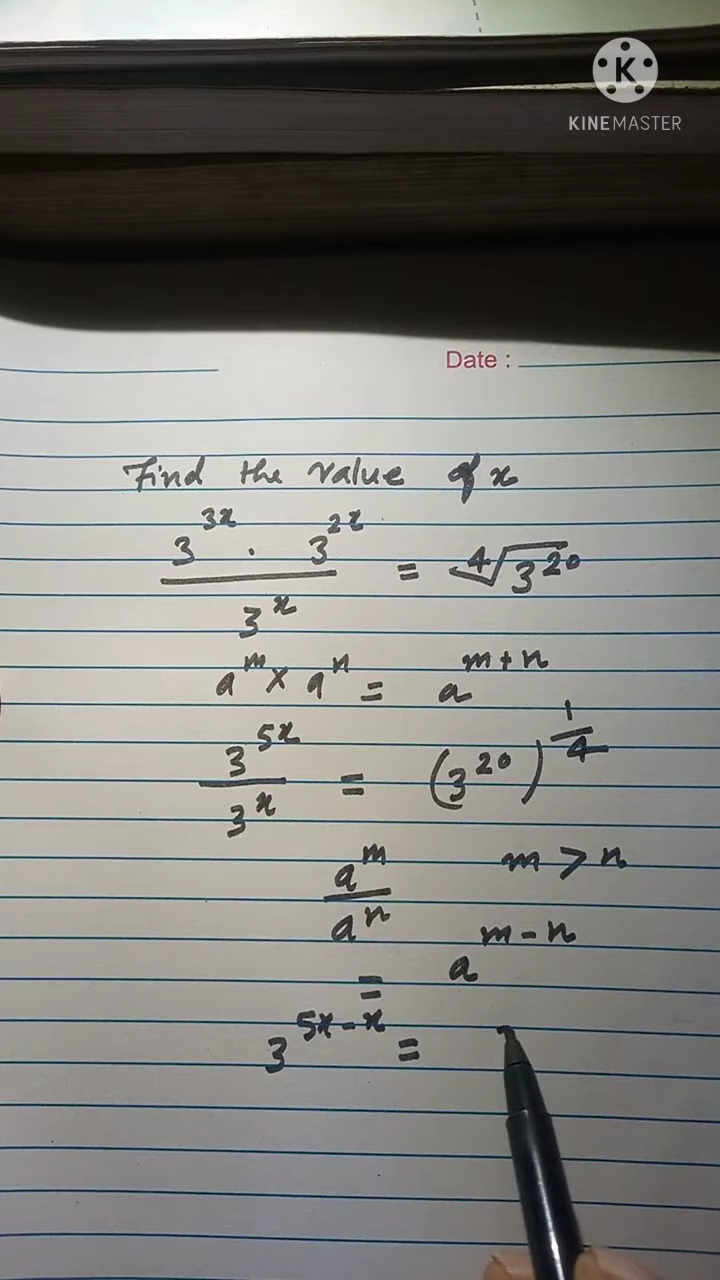 K
KINEMASTER
Date :
Find the value of x
3^{3x} · 3^{2x} / 3^x = ∜(3^{20})
a^m × a^n = a^{m+n}
3^{5x} / 3^x = (3^{20})^{1/4}
a^m / a^n m > n
= a^{m-n}
3^{5x-x} =